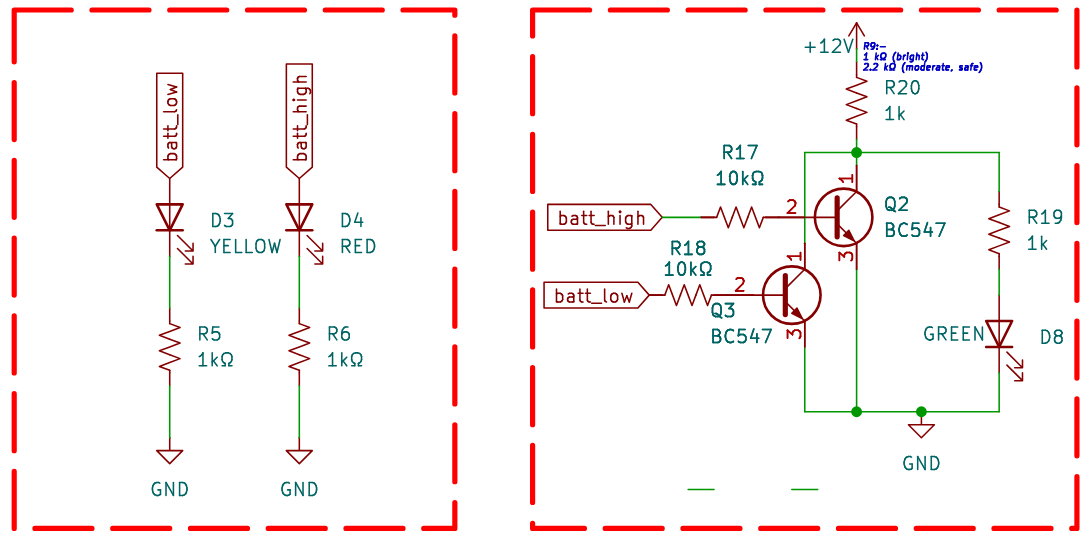 batt_low
batt_high
D3
YELLOW
D4
RED
R5
1kΩ
R6
1kΩ
GND
GND
+12V
R9:-
1 kΩ (bright)
2.2 kΩ (moderate, safe)
R20
1k
R17
10kΩ
batt_high
2
1
3
Q2
BC547
R19
1k
R18
10kΩ
batt_low
2
1
3
Q3
BC547
GREEN
D8
GND